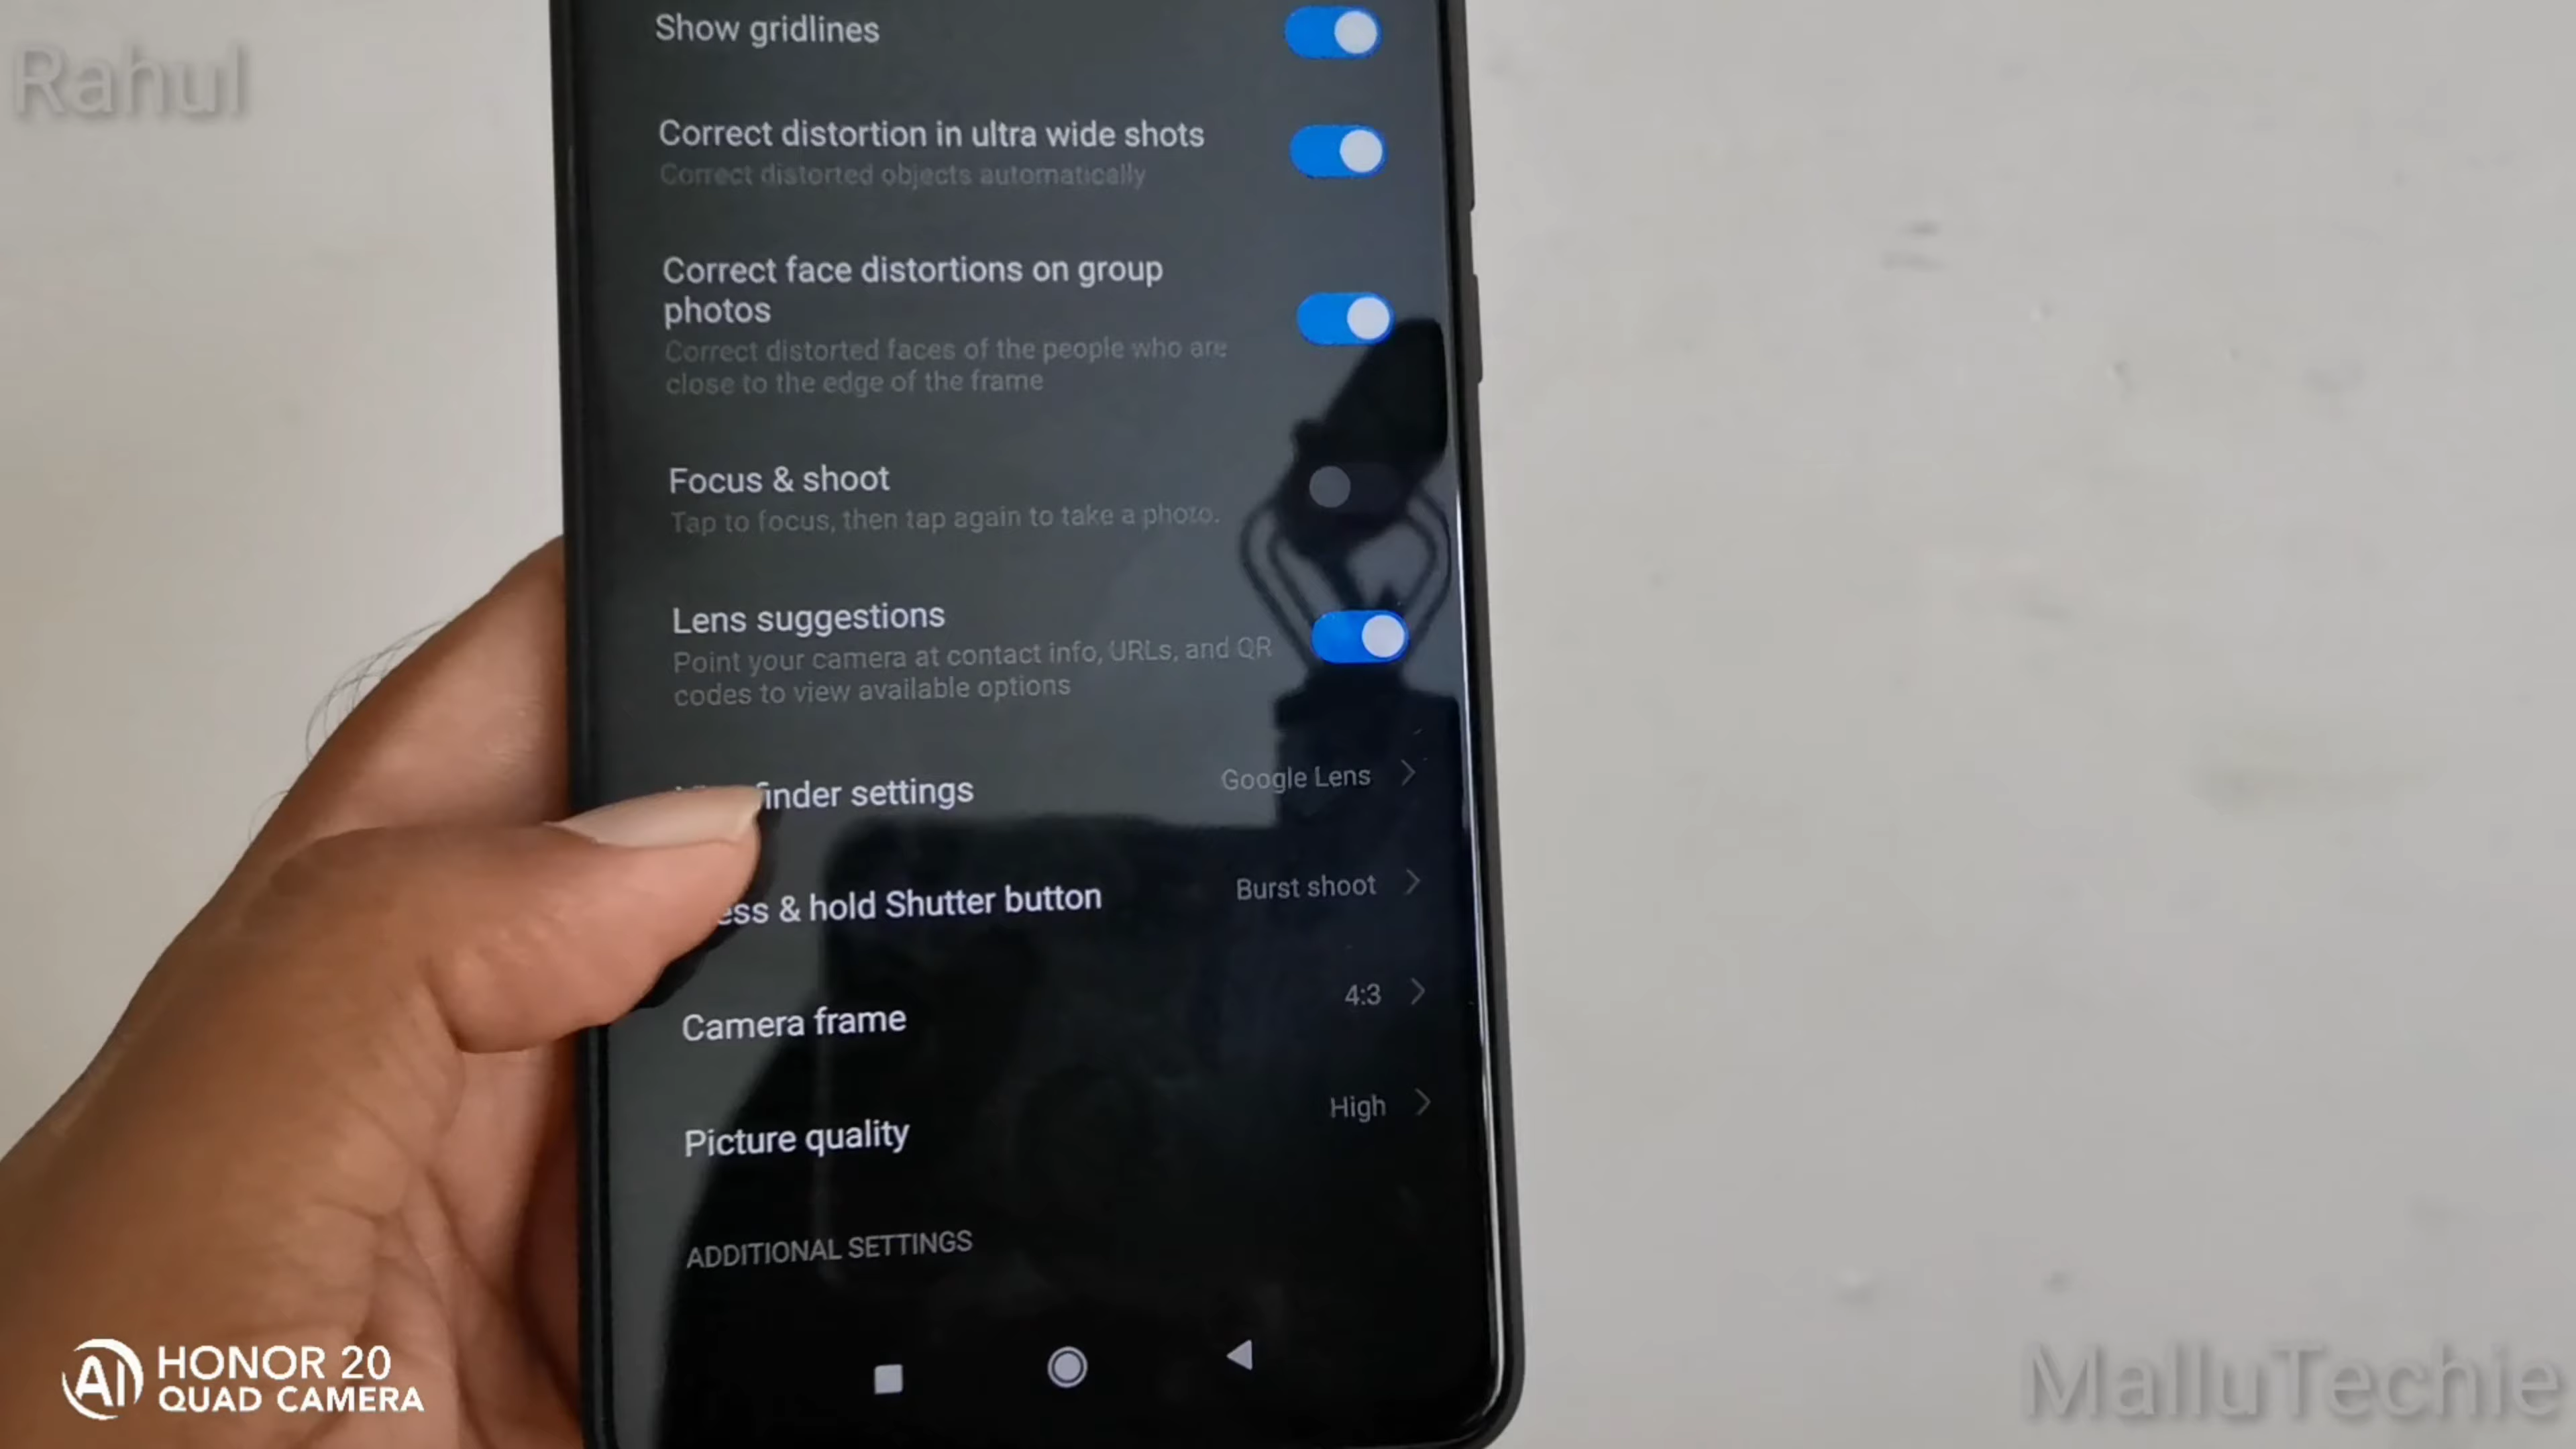 Rahul
Show gridlines
Correct distortion in ultra wide shots
Correct distorted objects automatically
Correct face distortions on group
photos
Correct distorted faces of the people who are
close to the edge of the frame
Focus & shoot
Tap to focus, then tap again to take a photo.
Lens suggestions
Point your camera at contact info, URLs, and QR
codes to view available options
finder settings
Google Lens
ess & hold Shutter button
Burst shoot
Camera frame
4:3
Picture quality
High
ADDITIONAL SETTINGS
AI HONOR 20
QUAD CAMERA
MalluTechie